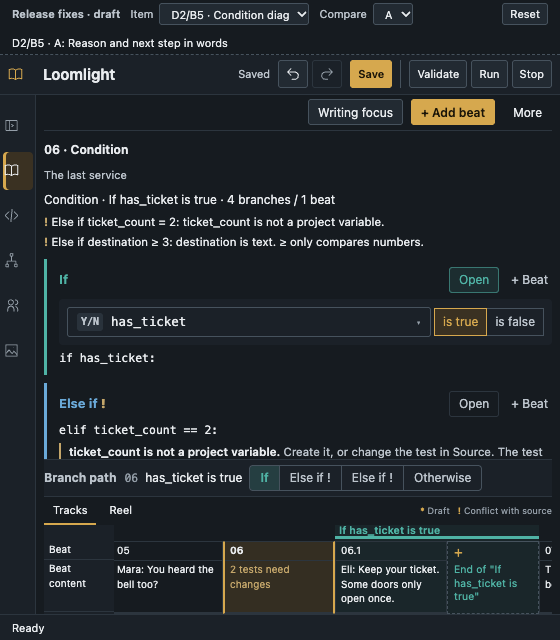 Release fixes · draft Item D2/B5 · Condition diag Compare A Reset
D2/B5 · A: Reason and next step in words
Loomlight Saved Save Validate Run Stop
Writing focus + Add beat More
06 · Condition
The last service
Condition · If has_ticket is true · 4 branches / 1 beat
! Else if ticket_count = 2: ticket_count is not a project variable.
! Else if destination ≥ 3: destination is text. ≥ only compares numbers.
If Open + Beat
Y/N has_ticket is true is false
if has_ticket:
Else if ! Open + Beat
elif ticket_count == 2:
ticket_count is not a project variable. Create it, or change the test in Source. The test
Branch path 06 has_ticket is true If Else if ! Else if ! Otherwise
Tracks Reel * Draft ! Conflict with source
If has_ticket is true
Beat 05 06 06.1 + 0
Beat content
Mara: You heard the bell too?
2 tests need changes
Eli: Keep your ticket. Some doors only open once.
End of "If has_ticket is true"
Ready